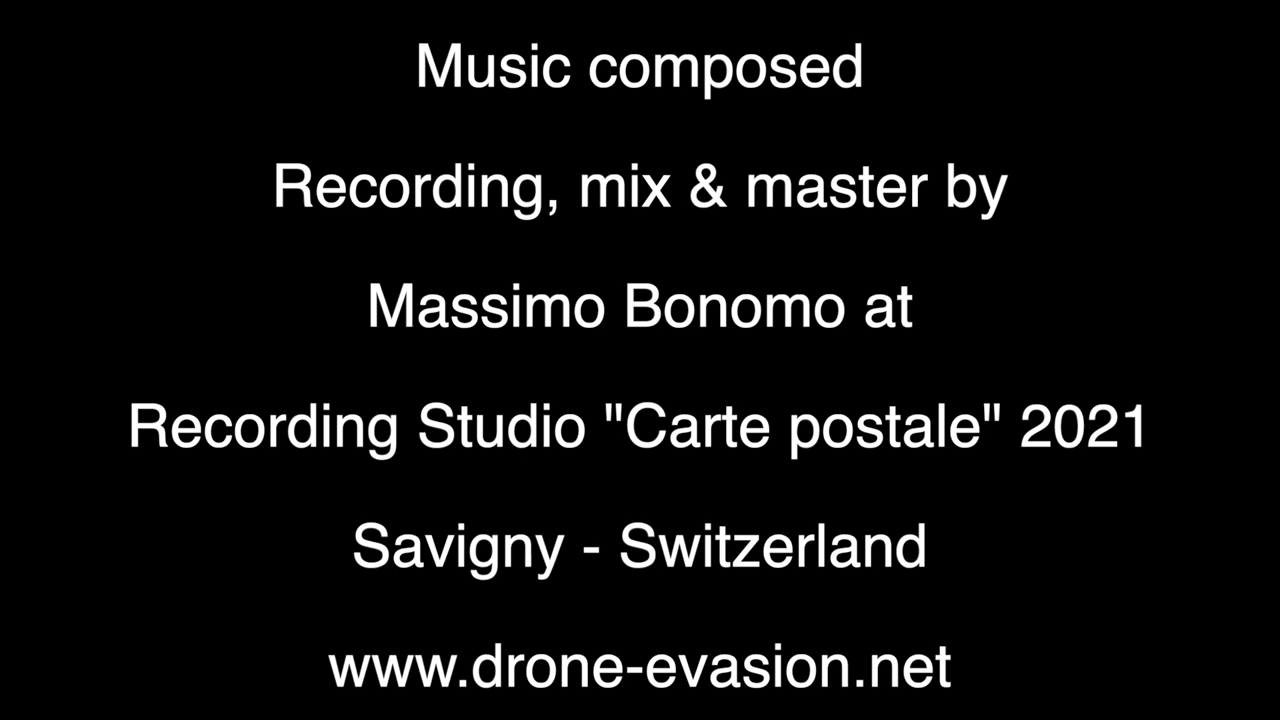 Music composed
Recording, mix & master by
Massimo Bonomo at
Recording Studio "Carte postale" 2021
Savigny - Switzerland
www.drone-evasion.net